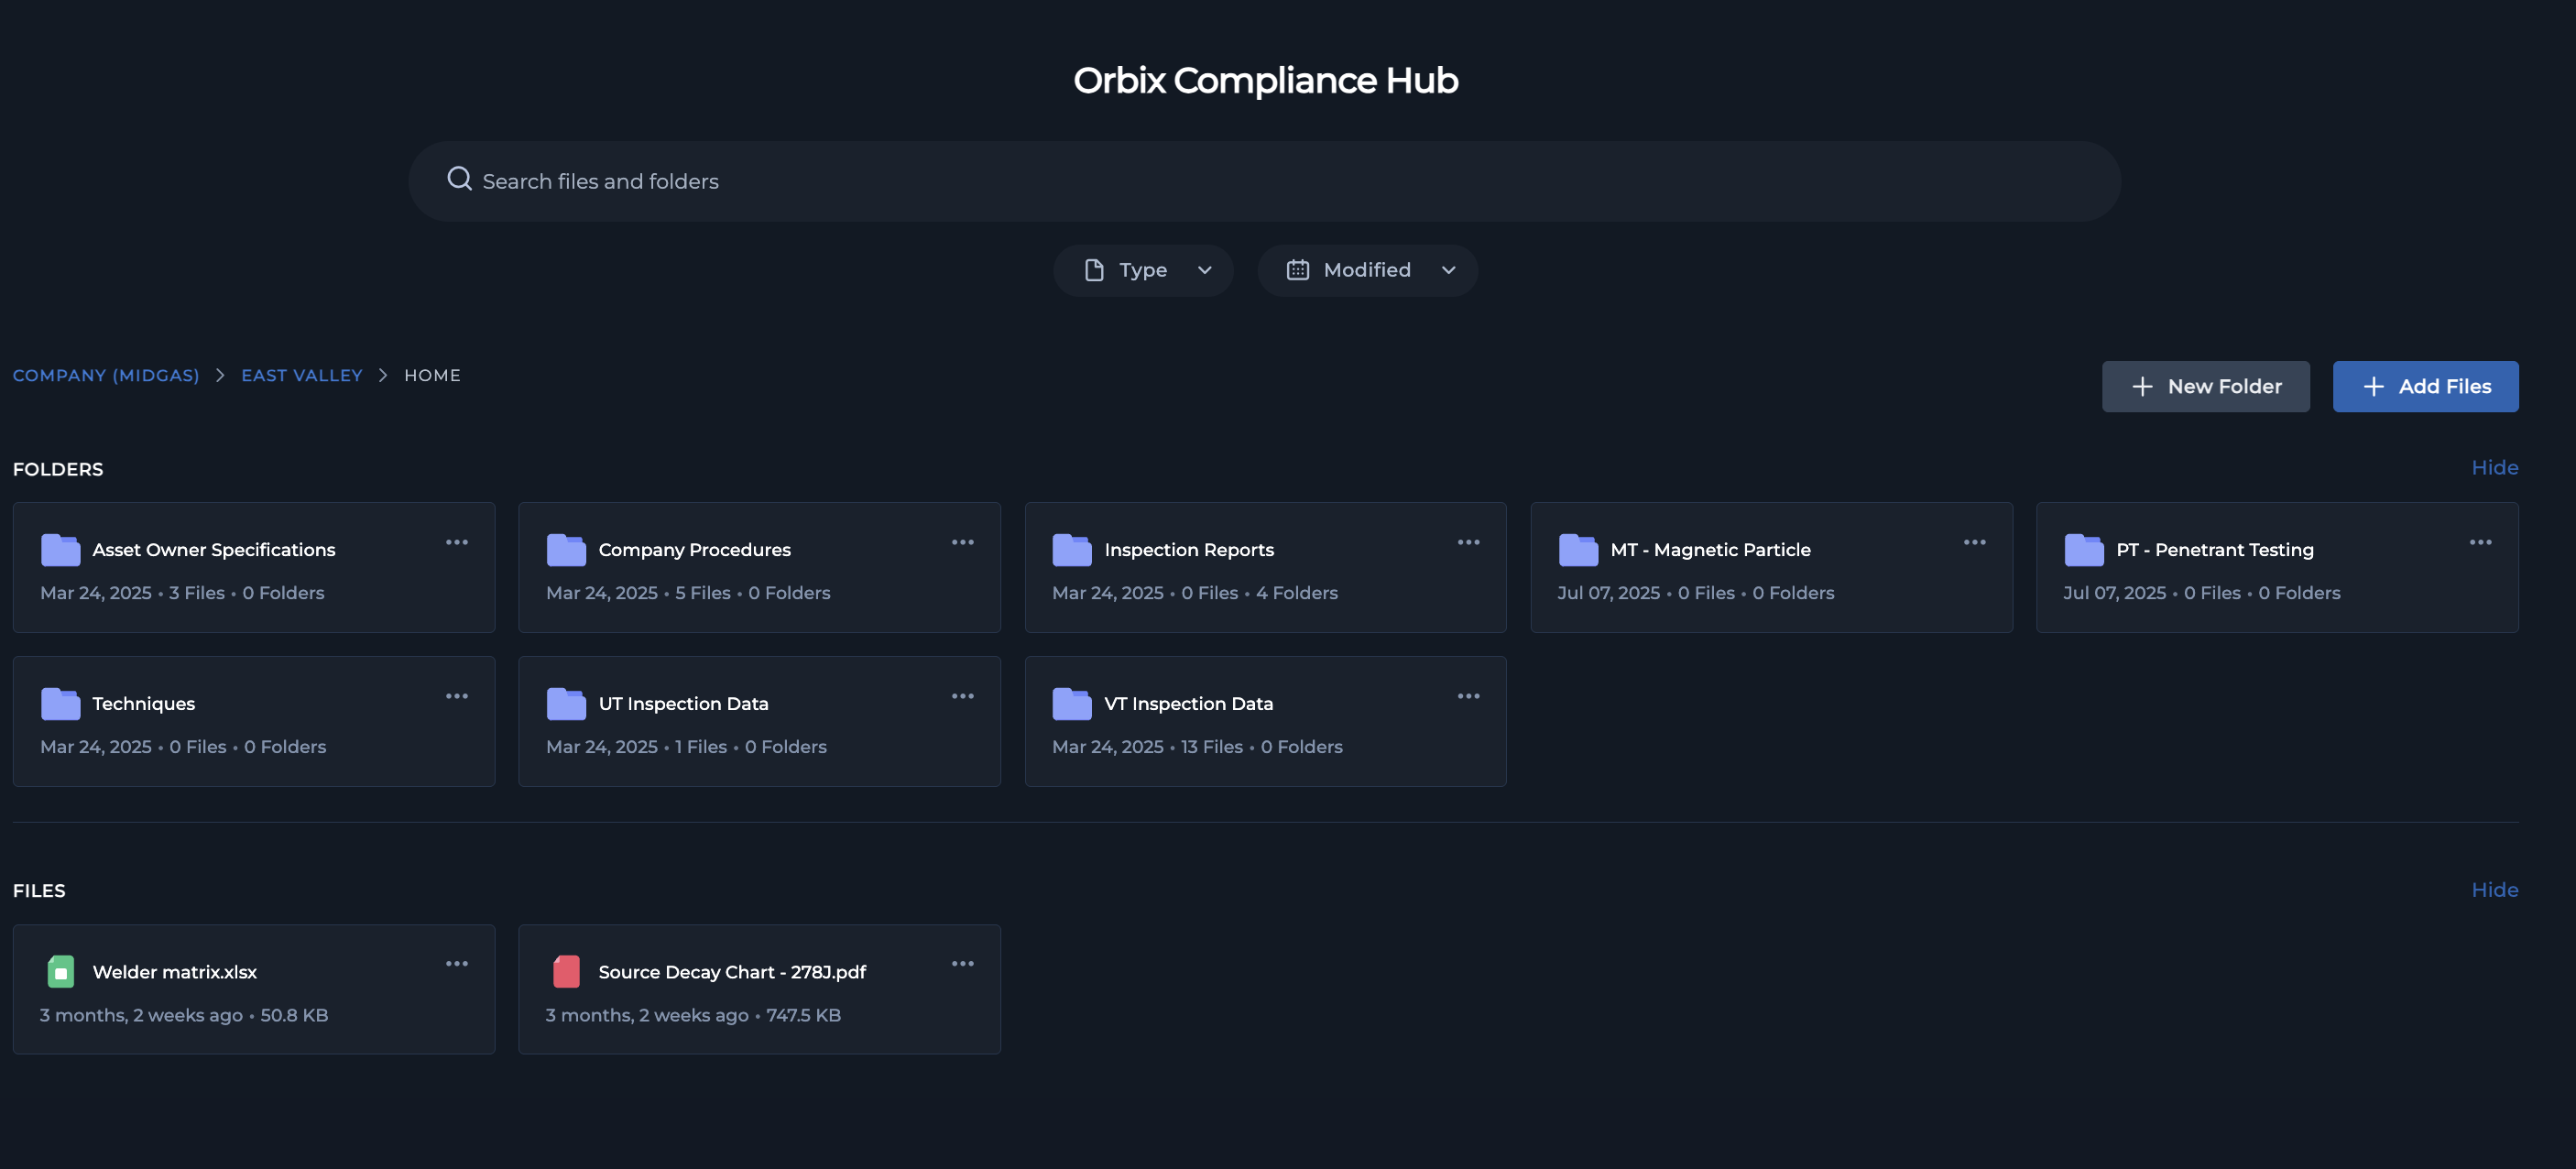 Orbix Compliance Hub
Search files and folders
Type
Modified
COMPANY (MIDGAS) > EAST VALLEY > HOME
New Folder
Add Files
FOLDERS
Hide
Asset Owner Specifications
Mar 24, 2025 • 3 Files • 0 Folders
Company Procedures
Mar 24, 2025 • 5 Files • 0 Folders
Inspection Reports
Mar 24, 2025 • 0 Files • 4 Folders
MT - Magnetic Particle
Jul 07, 2025 • 0 Files • 0 Folders
PT - Penetrant Testing
Jul 07, 2025 • 0 Files • 0 Folders
Techniques
Mar 24, 2025 • 0 Files • 0 Folders
UT Inspection Data
Mar 24, 2025 • 1 Files • 0 Folders
VT Inspection Data
Mar 24, 2025 • 13 Files • 0 Folders
FILES
Hide
Welder matrix.xlsx
3 months, 2 weeks ago • 50.8 KB
Source Decay Chart - 278J.pdf
3 months, 2 weeks ago • 747.5 KB